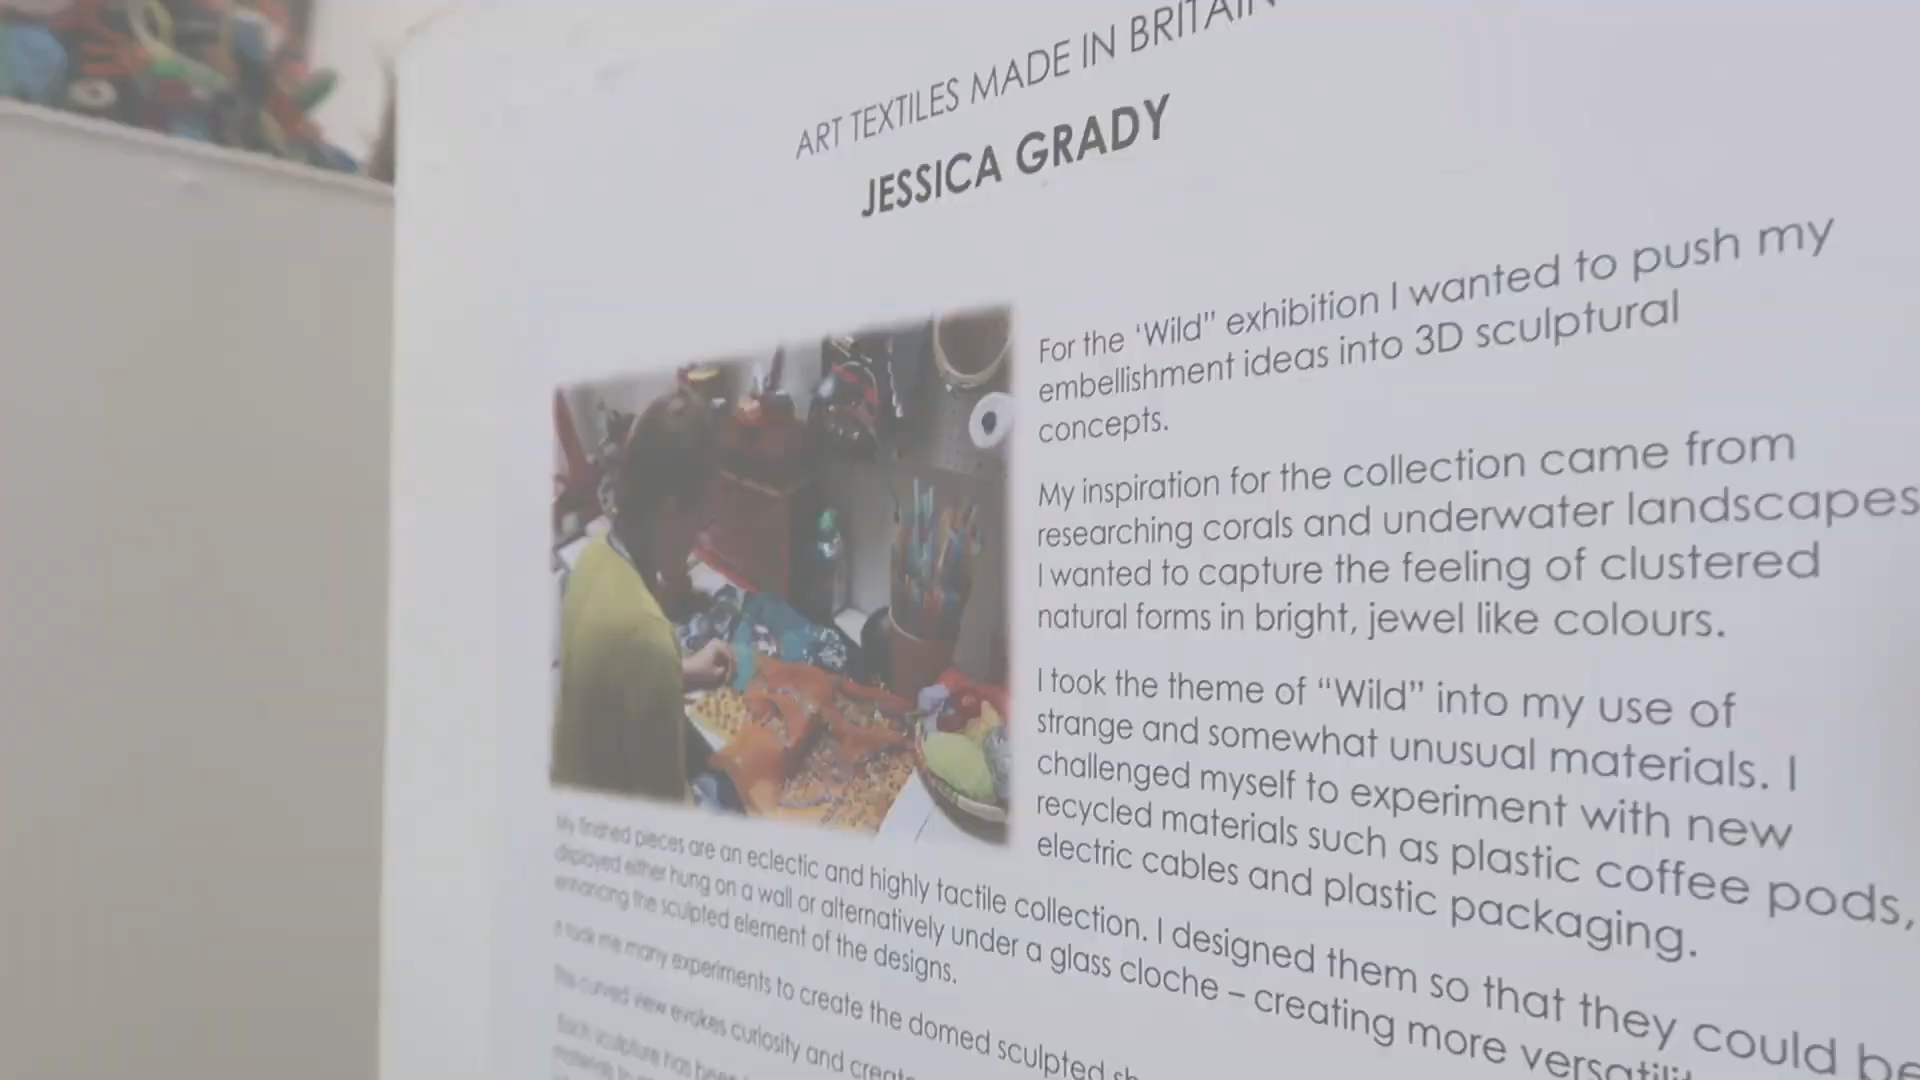 ART TEXTILES MADE IN BRITAIN
JESSICA GRADY
For the 'Wild" exhibition I wanted to push my
embellishment ideas into 3D sculptural
concepts.
My inspiration for the collection came from
researching corals and underwater landscapes
I wanted to capture the feeling of clustered
natural forms in bright, jewel like colours.
I took the theme of “Wild” into my use of
strange and somewhat unusual materials. I
challenged myself to experiment with new
recycled materials such as plastic coffee pods,
electric cables and plastic packaging.
My finished pieces are an eclectic and highly tactile collection. I designed them so that they could be
displayed either hung on a wall or alternatively under a glass cloche – creating more
enhancing the sculpted element of the designs.
It took me many experiments to create the domed sculpted
This curved view evokes curiosity and
Each sculpture has been